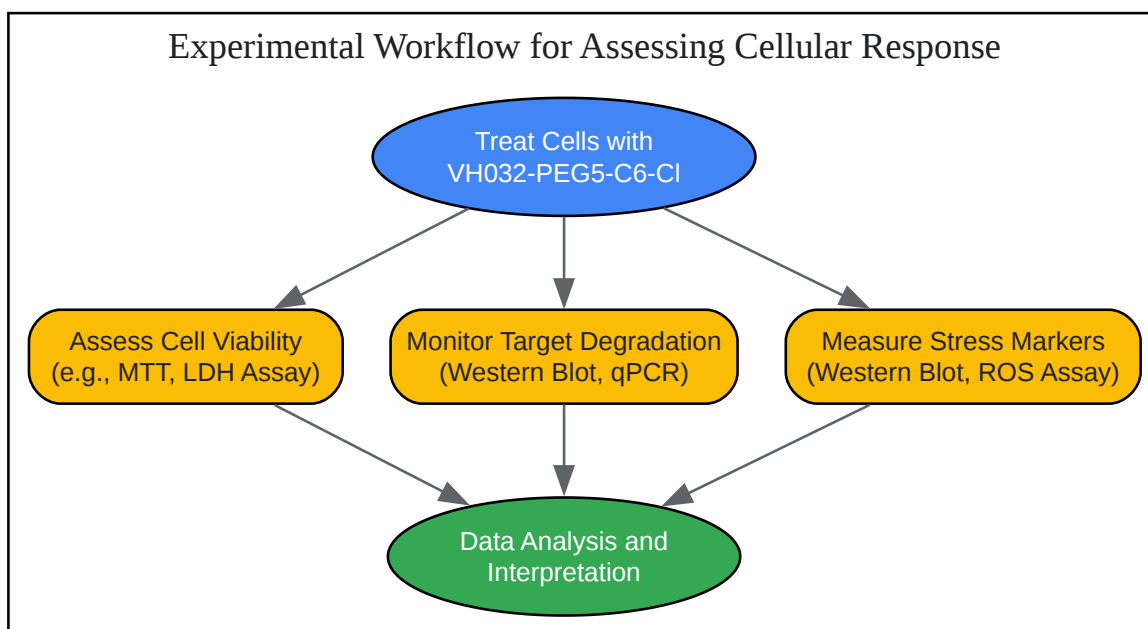 Experimental Workflow for Assessing Cellular Response
Treat Cells with
VH032-PEG5-C6-Cl
Assess Cell Viability
(e.g., MTT, LDH Assay)
Monitor Target Degradation
(Western Blot, qPCR)
Measure Stress Markers
(Western Blot, ROS Assay)
Data Analysis and
Interpretation